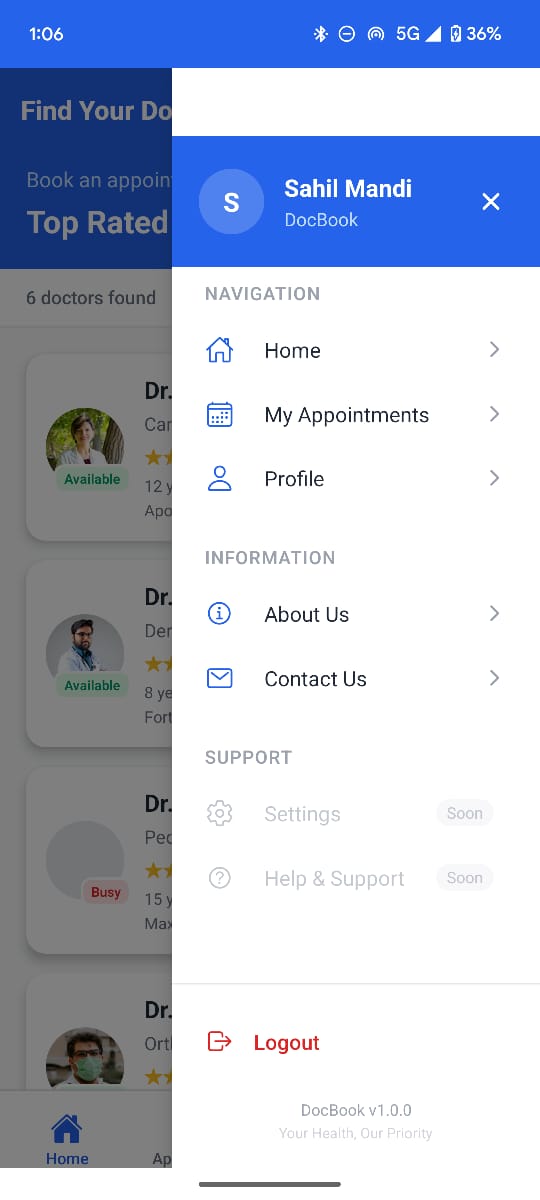 1:06
5G
36%
Find Your Do
Book an appoin
Top Rated
6 doctors found
Dr.
Car
Available
12 y
Apo
Dr.
Der
Available
8 ye
Fort
Dr.
Ped
Busy
15 y
Max
Dr.
Ort
Home
Ap
S
Sahil Mandi
DocBook
NAVIGATION
Home
My Appointments
Profile
INFORMATION
About Us
Contact Us
SUPPORT
Settings
Soon
Help & Support
Soon
Logout
DocBook v1.0.0
Your Health, Our Priority